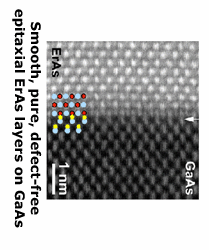 ErAs
GaAs
1 nm
Smooth, pure, defect-free
epitaxial ErAs layers on GaAs